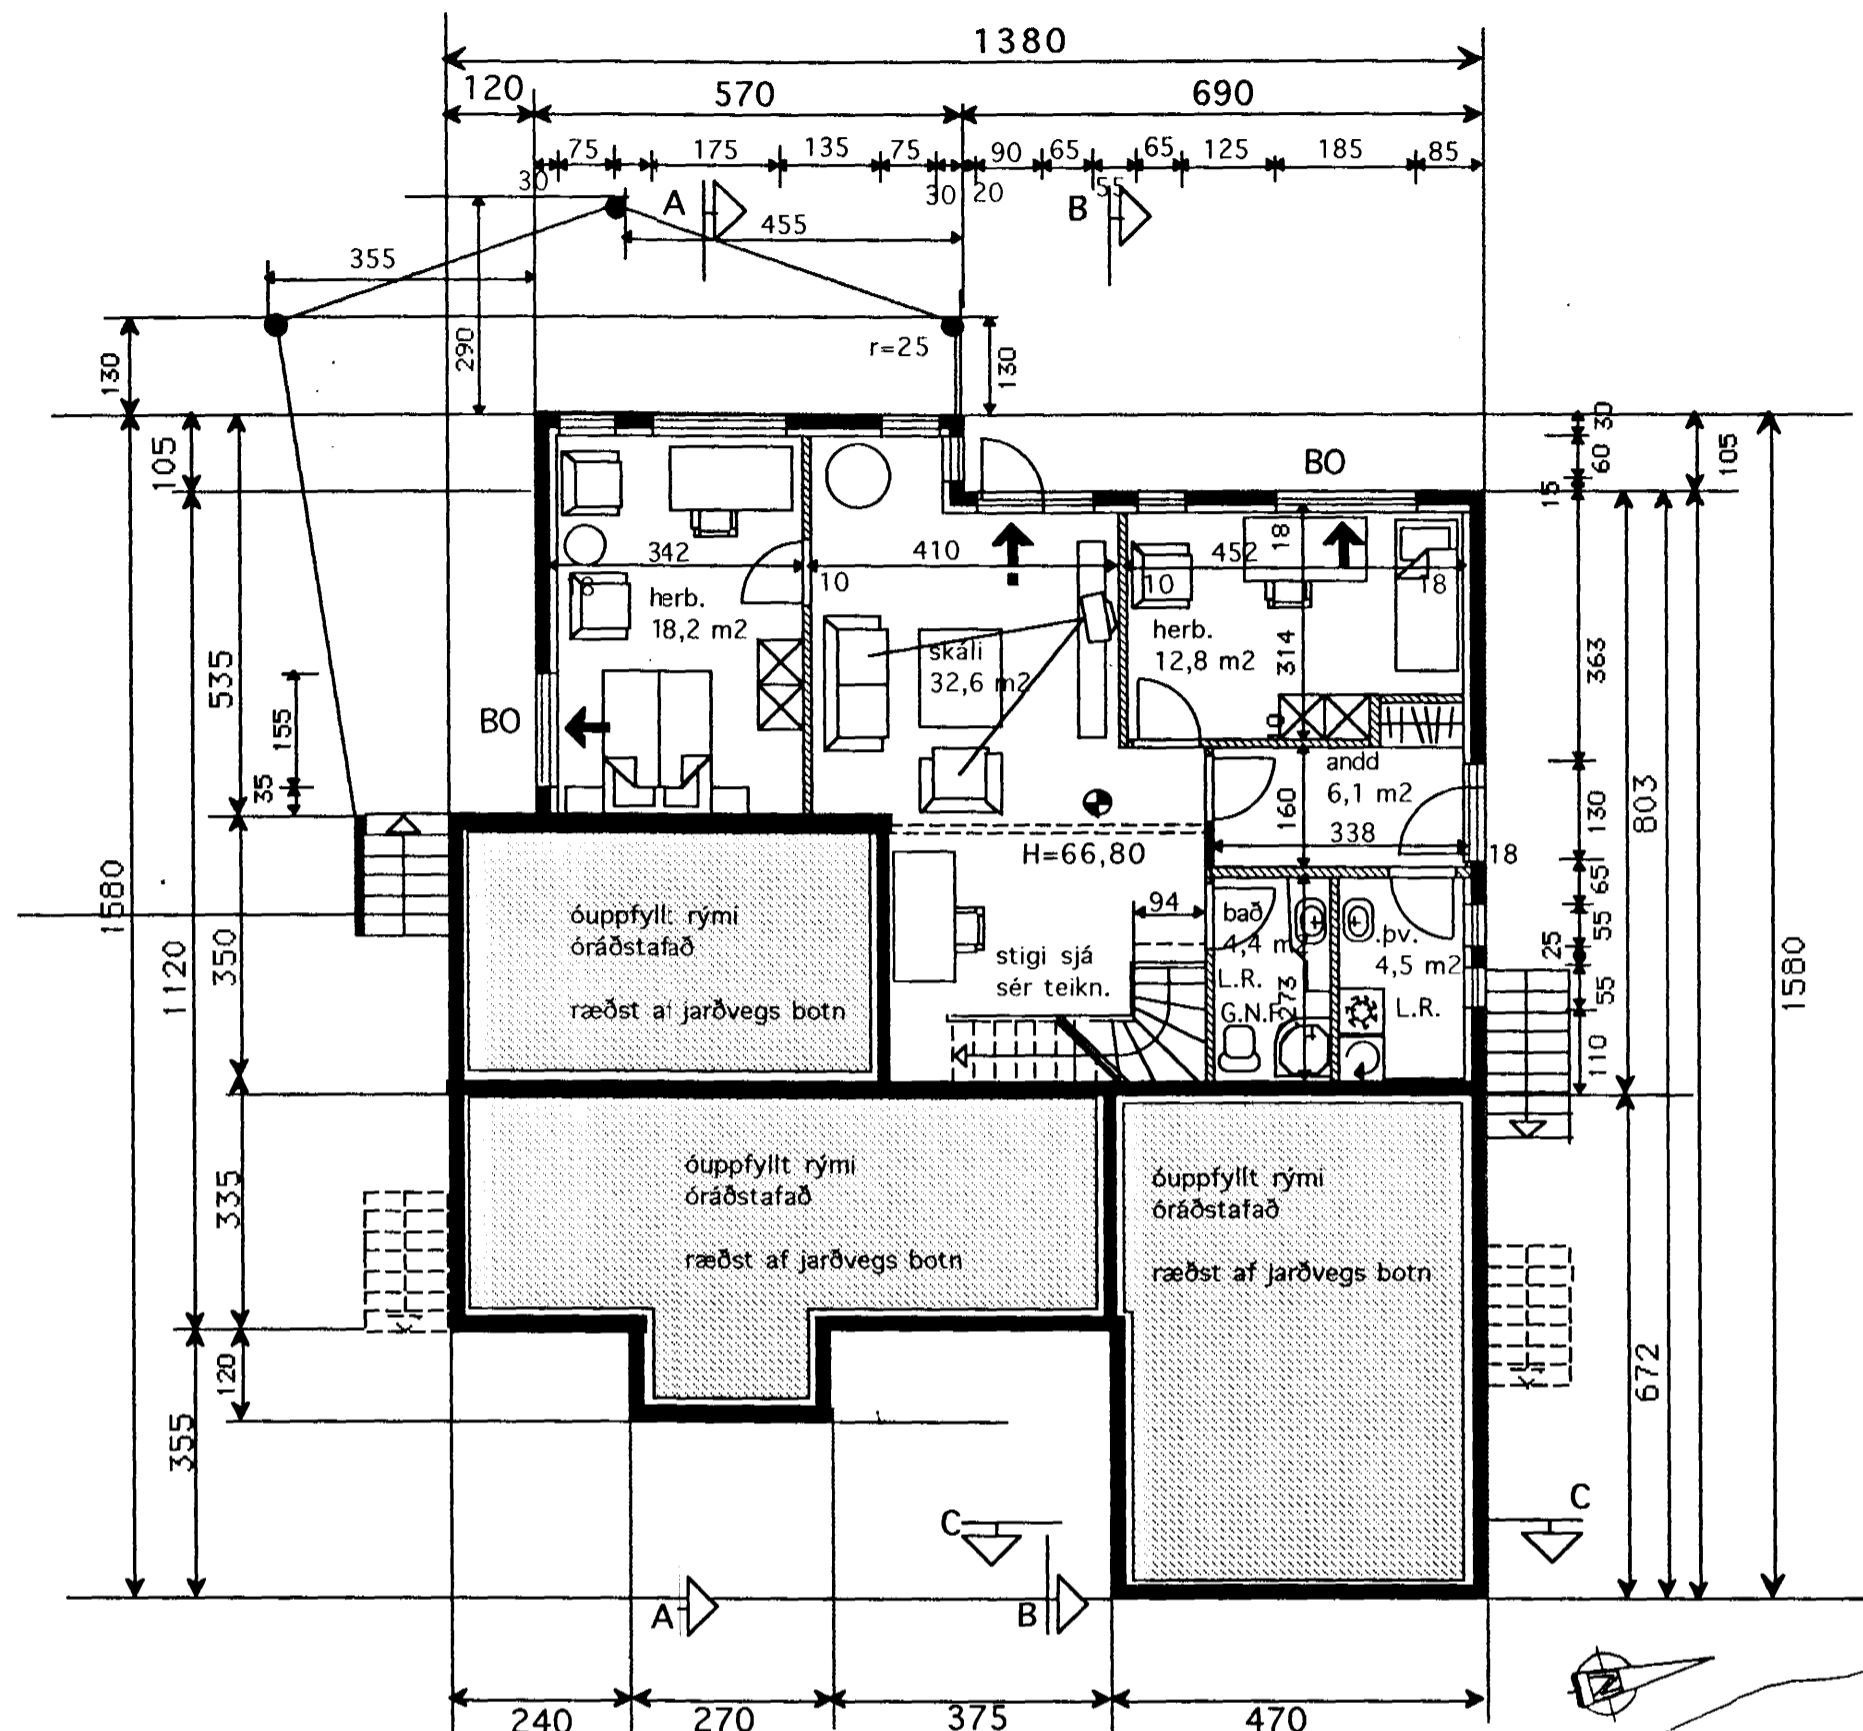 1380
120 570 690
75 175 135 75 90 65 65 125 185 85
30 30 20 55
A B
455
355
290
130
r=25
130
30
60
15
105
105
BO
342 410 452
8 10 10 18
18
herb.
18,2 m2
skáli
32,6 m2
herb.
12,8 m2
314
363
535
155
35
BO
10
andd
6,1 m2
160
338
18
130
803
H=66,80
65
94
bað
4,4 m
L.R.
G.N.F.
273
þv.
4,5 m2
L.R.
55
25
55
110
stigi sjá
sér teikn.
óuppfyllt rými
óráðstafað
ræðst af jarðvegs botn
1580
1120
350
1580
335
óuppfyllt rými
óráðstafað
ræðst af jarðvegs botn
óuppfyllt rými
óráðstafað
ræðst af jarðvegs botn
120
355
672
C C
A B
N
240 270 375 470